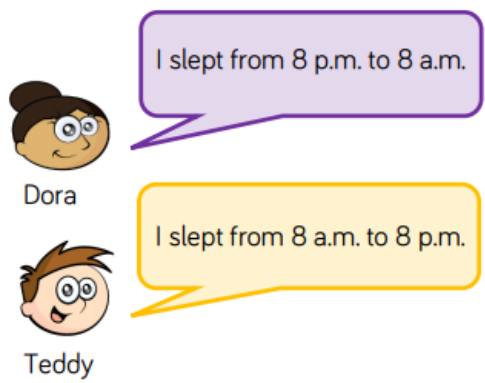 I slept from 8 p.m. to 8 a.m.
Dora
I slept from 8 a.m. to 8 p.m.
Teddy